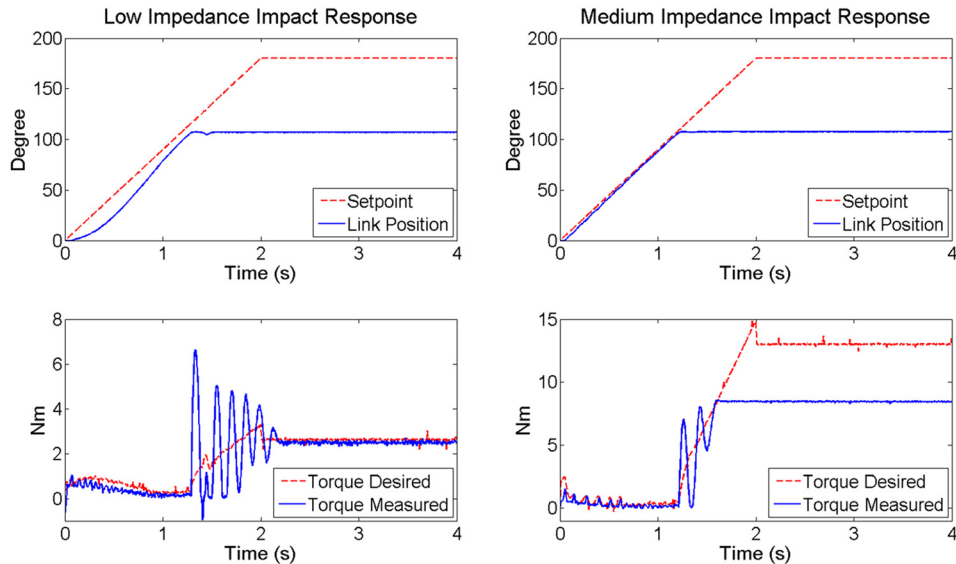 Low Impedance Impact Response
200
150
100
50
0
Degree
Setpoint
Link Position
0 1 2 3 4
Time (s)
Medium Impedance Impact Response
200
150
100
50
0
Degree
Setpoint
Link Position
0 1 2 3 4
Time (s)
8
6
4
2
0
Nm
Torque Desired
Torque Measured
0 1 2 3 4
Time (s)
15
10
5
0
Nm
Torque Desired
Torque Measured
0 1 2 3 4
Time (s)